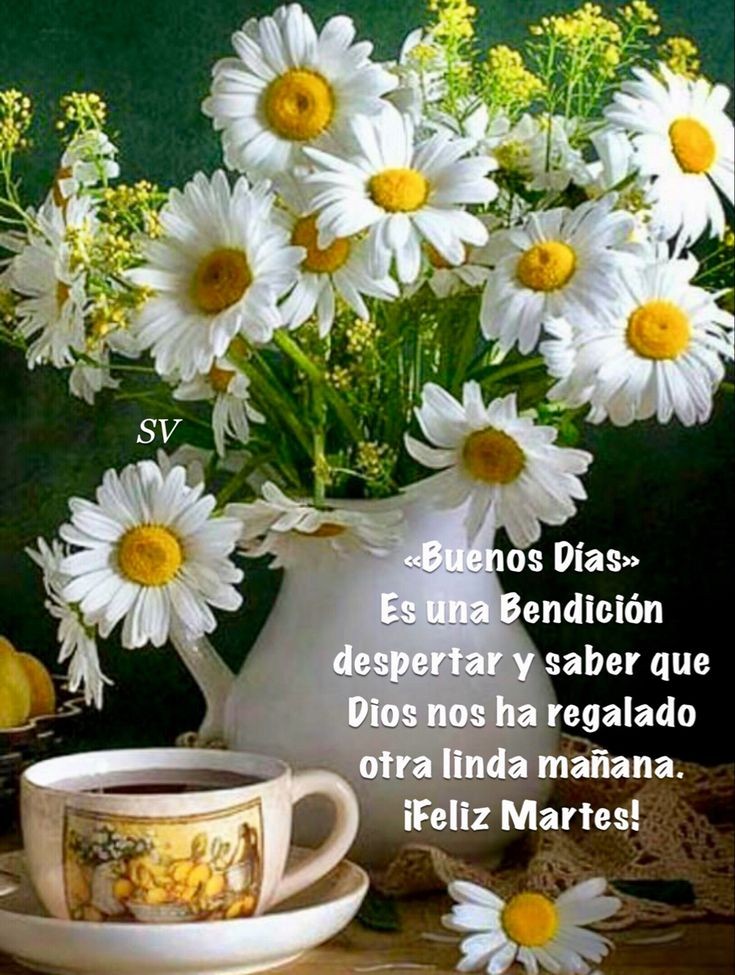 SV
«Buenos Días»
Es una Bendición
despertar y saber que
Dios nos ha regalado
otra linda mañana.
¡Feliz Martes!